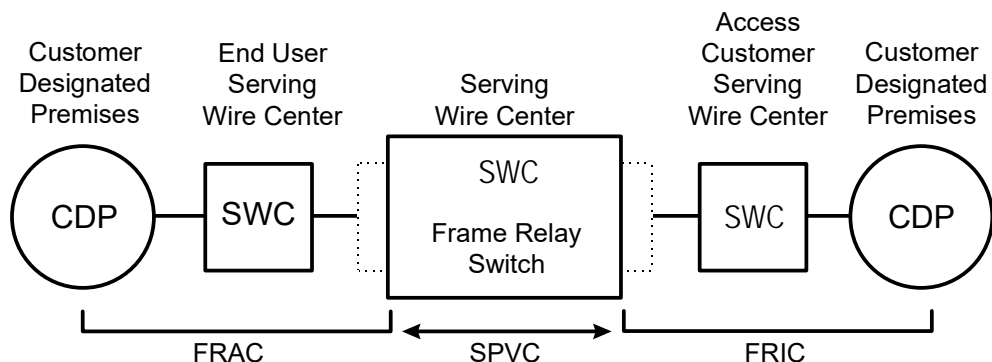 Customer
Designated
Premises
End User
Serving
Wire Center
Serving
Wire Center
Access
Customer
Serving
Wire Center
Customer
Designated
Premises
CDP
SWC
SWC
Frame Relay
Switch
SWC
CDP
FRAC
SPVC
FRIC